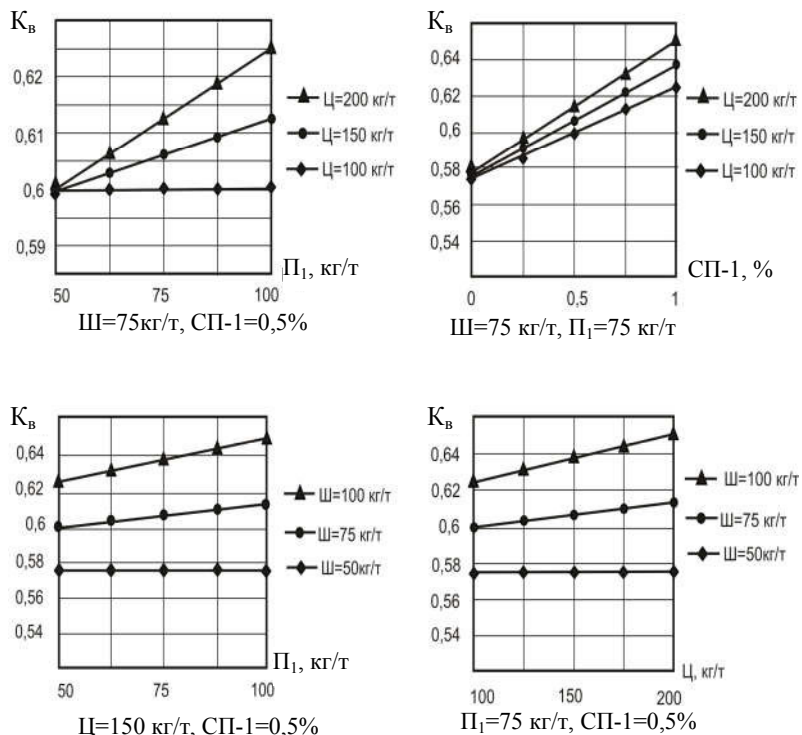 Кв
0,62
0,61
0,6
0,59
50 75 100
П1, кг/т
Ц=200 кг/т
Ц=150 кг/т
Ц=100 кг/т
Ш=75кг/т, СП-1=0,5%
Кв
0,64
0,62
0,6
0,58
0,56
0,54
0 0,5 1
СП-1, %
Ц=200 кг/т
Ц=150 кг/т
Ц=100 кг/т
Ш=75 кг/т, П1=75 кг/т
Кв
0,64
0,62
0,6
0,58
0,56
0,54
50 75 100
П1, кг/т
Ш=100 кг/т
Ш=75 кг/т
Ш=50кг/т
Ц=150 кг/т, СП-1=0,5%
Кв
0,64
0,62
0,6
0,58
0,56
0,54
100 150 200
Ц, кг/т
Ш=100 кг/т
Ш=75 кг/т
Ш=50кг/т
П1=75 кг/т, СП-1=0,5%